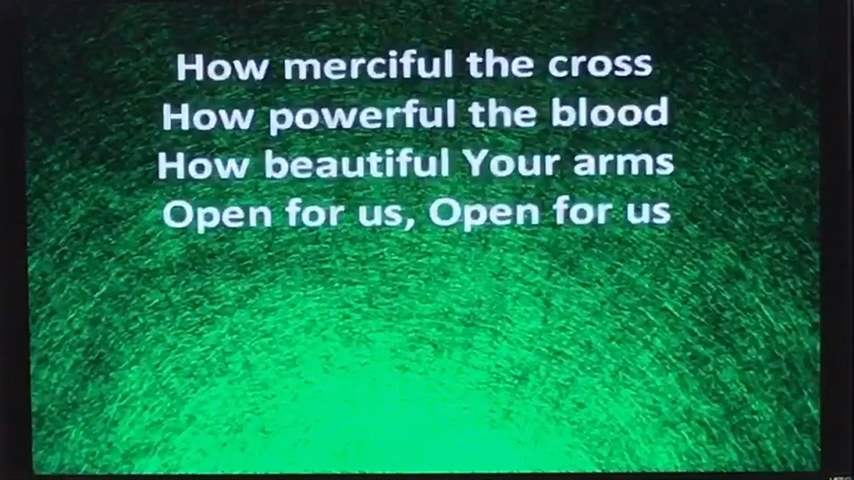 How merciful the cross
How powerful the blood
How beautiful Your arms
Open for us, Open for us